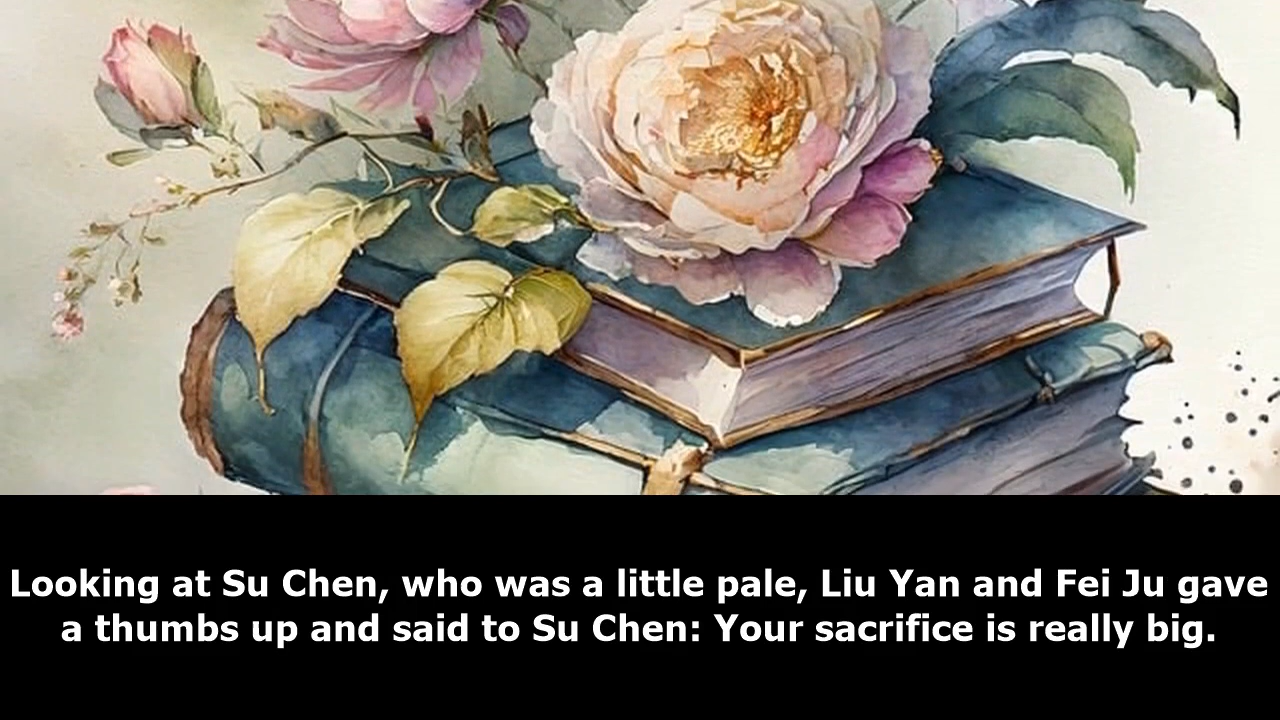 Looking at Su Chen, who was a little pale, Liu Yan and Fei Ju gave
a thumbs up and said to Su Chen: Your sacrifice is really big.